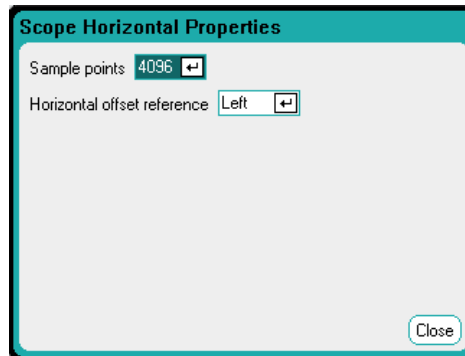 Scope Horizontal Properties
Sample points 4096
Horizontal offset reference Left
Close